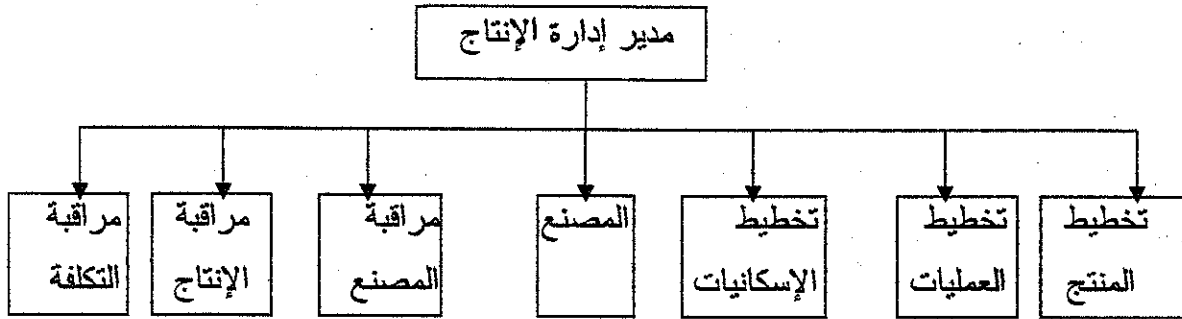 مدير إدارة الإنتاج
تخطيط
المنتج
تخطيط
العمليات
تخطيط
الإسكانيات
المصنع
مراقبة
المصنع
مراقبة
الإنتاج
مراقبة
التكلفة